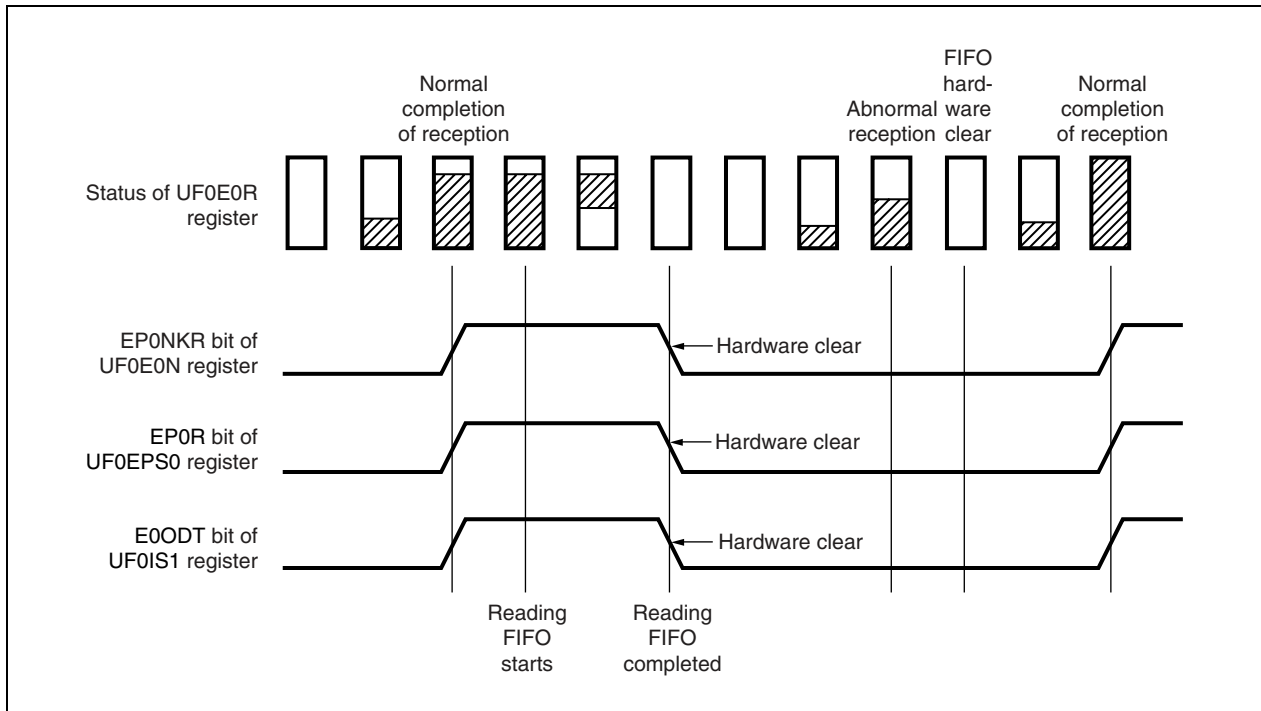 Normal
completion
of reception
Abnormal
reception
FIFO
hard-
ware
clear
Normal
completion
of reception
Status of UF0E0R
register
EP0NKR bit of
UF0E0N register
Hardware clear
EP0R bit of
UF0EPS0 register
Hardware clear
E0ODT bit of
UF0IS1 register
Hardware clear
Reading
FIFO
starts
Reading
FIFO
completed